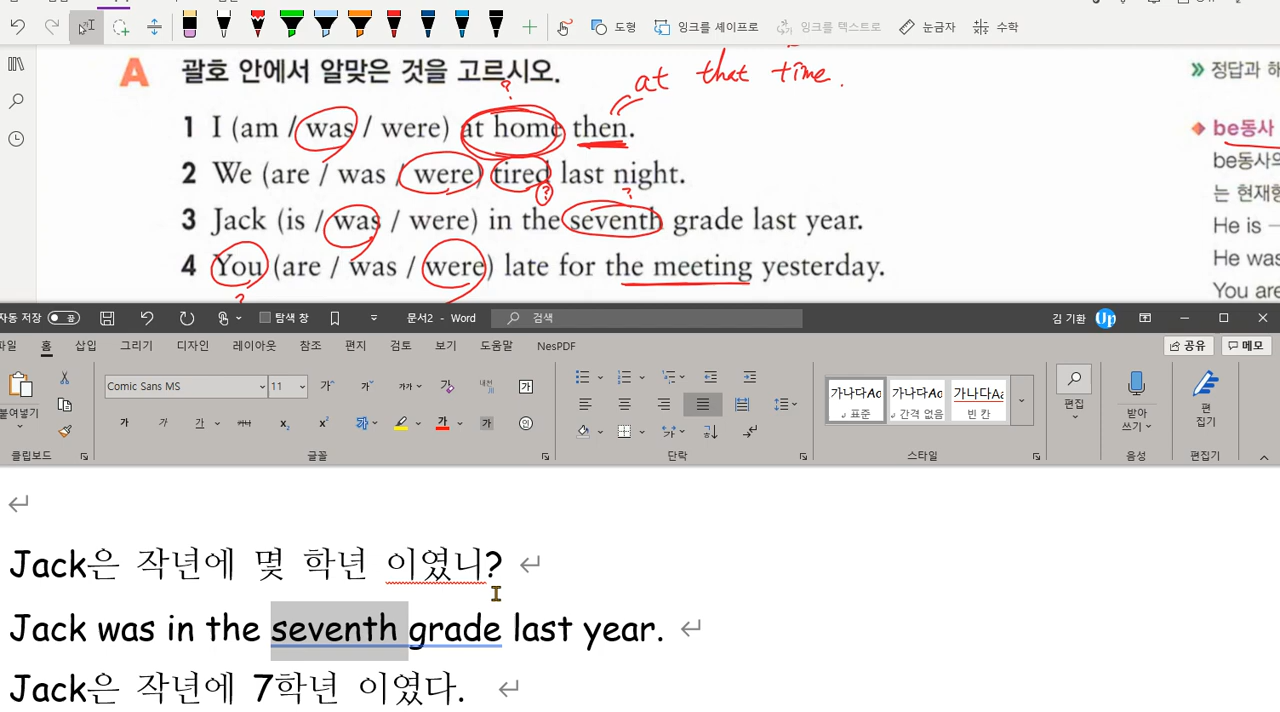 도형
잉크를 셰이프로
잉크를 텍스트로
눈금자
수학
at that time.
A 괄호 안에서 알맞은 것을 고르시오.
정답과 해
1 I (am / was / were) at home then.
be동사
2 We (are / was / were) tired last night.
be동사의
는 현재형
3 Jack (is / was / were) in the seventh grade last year.
He is
He was
4 You (are / was / were) late for the meeting yesterday.
You are
자동 저장 끔 탐색 창 문서2 - Word 검색 김 기환 Up
파일 홈 삽입 그리기 디자인 레이아웃 참조 편지 검토 보기 도움말 NesPDF 공유 메모
붙여넣기
Comic Sans MS 11
가나다Aa 가나다Aa 가나다Aa
표준 간격 없음 빈 칸
편집
받아쓰기
편집기
클립보드 글꼴 단락 스타일 음성 편집기
Jack은 작년에 몇 학년 이였니?
Jack was in the seventh grade last year.
Jack은 작년에 7학년 이였다.